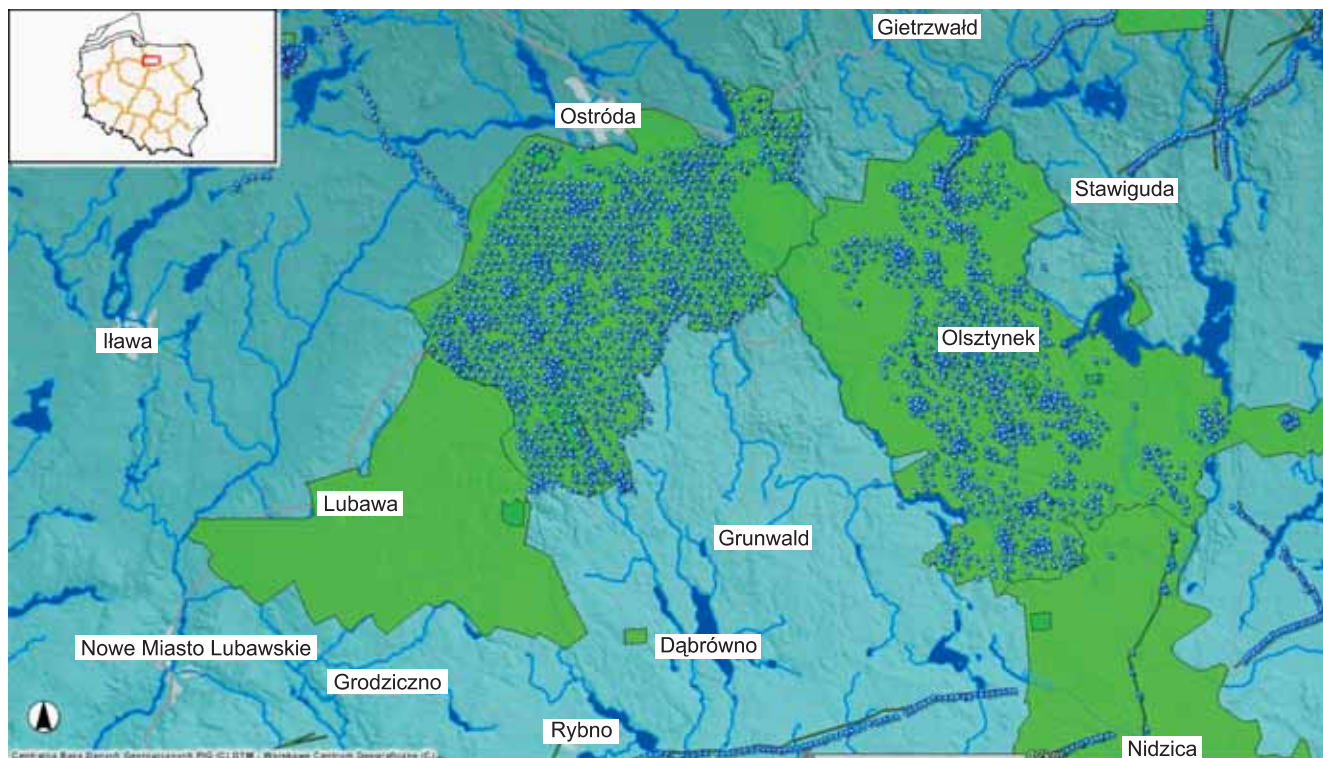 Gietrzwałd
Ostróda
Stawiguda
Iława
Olsztynek
Lubawa
Grunwald
Nowe Miasto Lubawskie
Dąbrówno
Grodziczno
Rybno
Nidzica